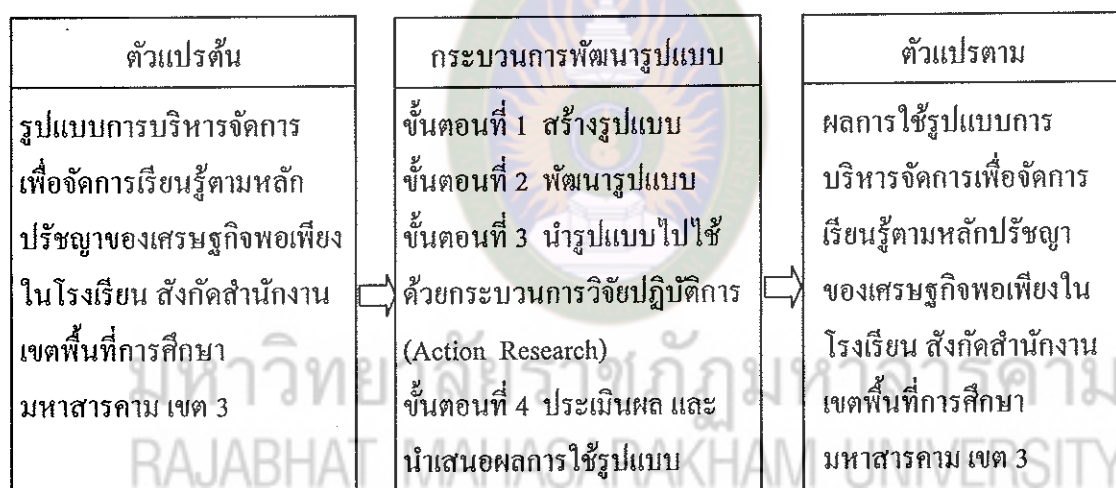 ตัวแปรต้น
รูปแบบการบริหารจัดการ
เพื่อจัดการเรียนรู้ตามหลัก
ปรัชญาของเศรษฐกิจพอเพียง
ในโรงเรียน สังกัดสำนักงาน
เขตพื้นที่การศึกษา
มหาสารคาม เขต 3
กระบวนการพัฒนารูปแบบ
ขั้นตอนที่ 1 สร้างรูปแบบ
ขั้นตอนที่ 2 พัฒนารูปแบบ
ขั้นตอนที่ 3 นำรูปแบบไปใช้
ด้วยกระบวนการวิจัยปฏิบัติการ
(Action Research)
ขั้นตอนที่ 4 ประเมินผล และ
นำเสนอผลการใช้รูปแบบ
ตัวแปรตาม
ผลการใช้รูปแบบการ
บริหารจัดการเพื่อจัดการ
เรียนรู้ตามหลักปรัชญา
ของเศรษฐกิจพอเพียงใน
โรงเรียน สังกัดสำนักงาน
เขตพื้นที่การศึกษา
มหาสารคาม เขต 3
มหาวิทยาลัยราชภัฏมหาสารคาม
RAJABHAT MAHASARAKHAM UNIVERSITY